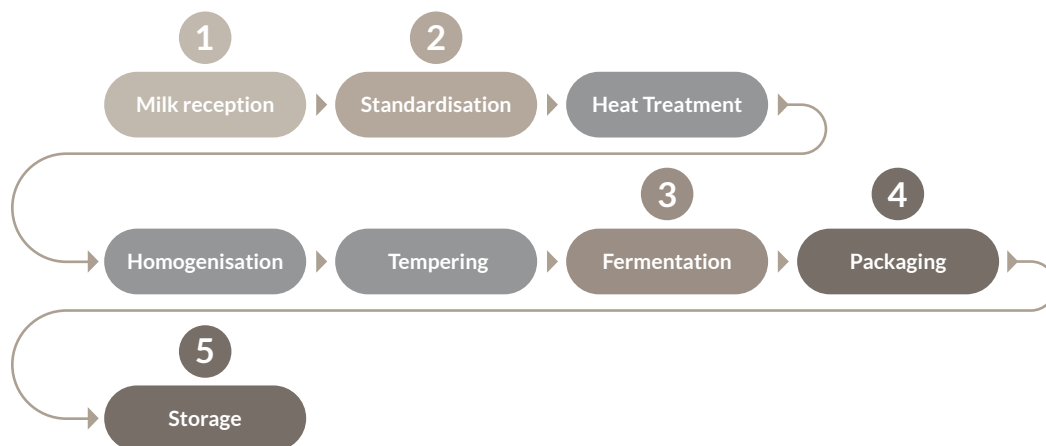 1
2
Milk reception
Standardisation
Heat Treatment
3
4
Homogenisation
Tempering
Fermentation
Packaging
5
Storage